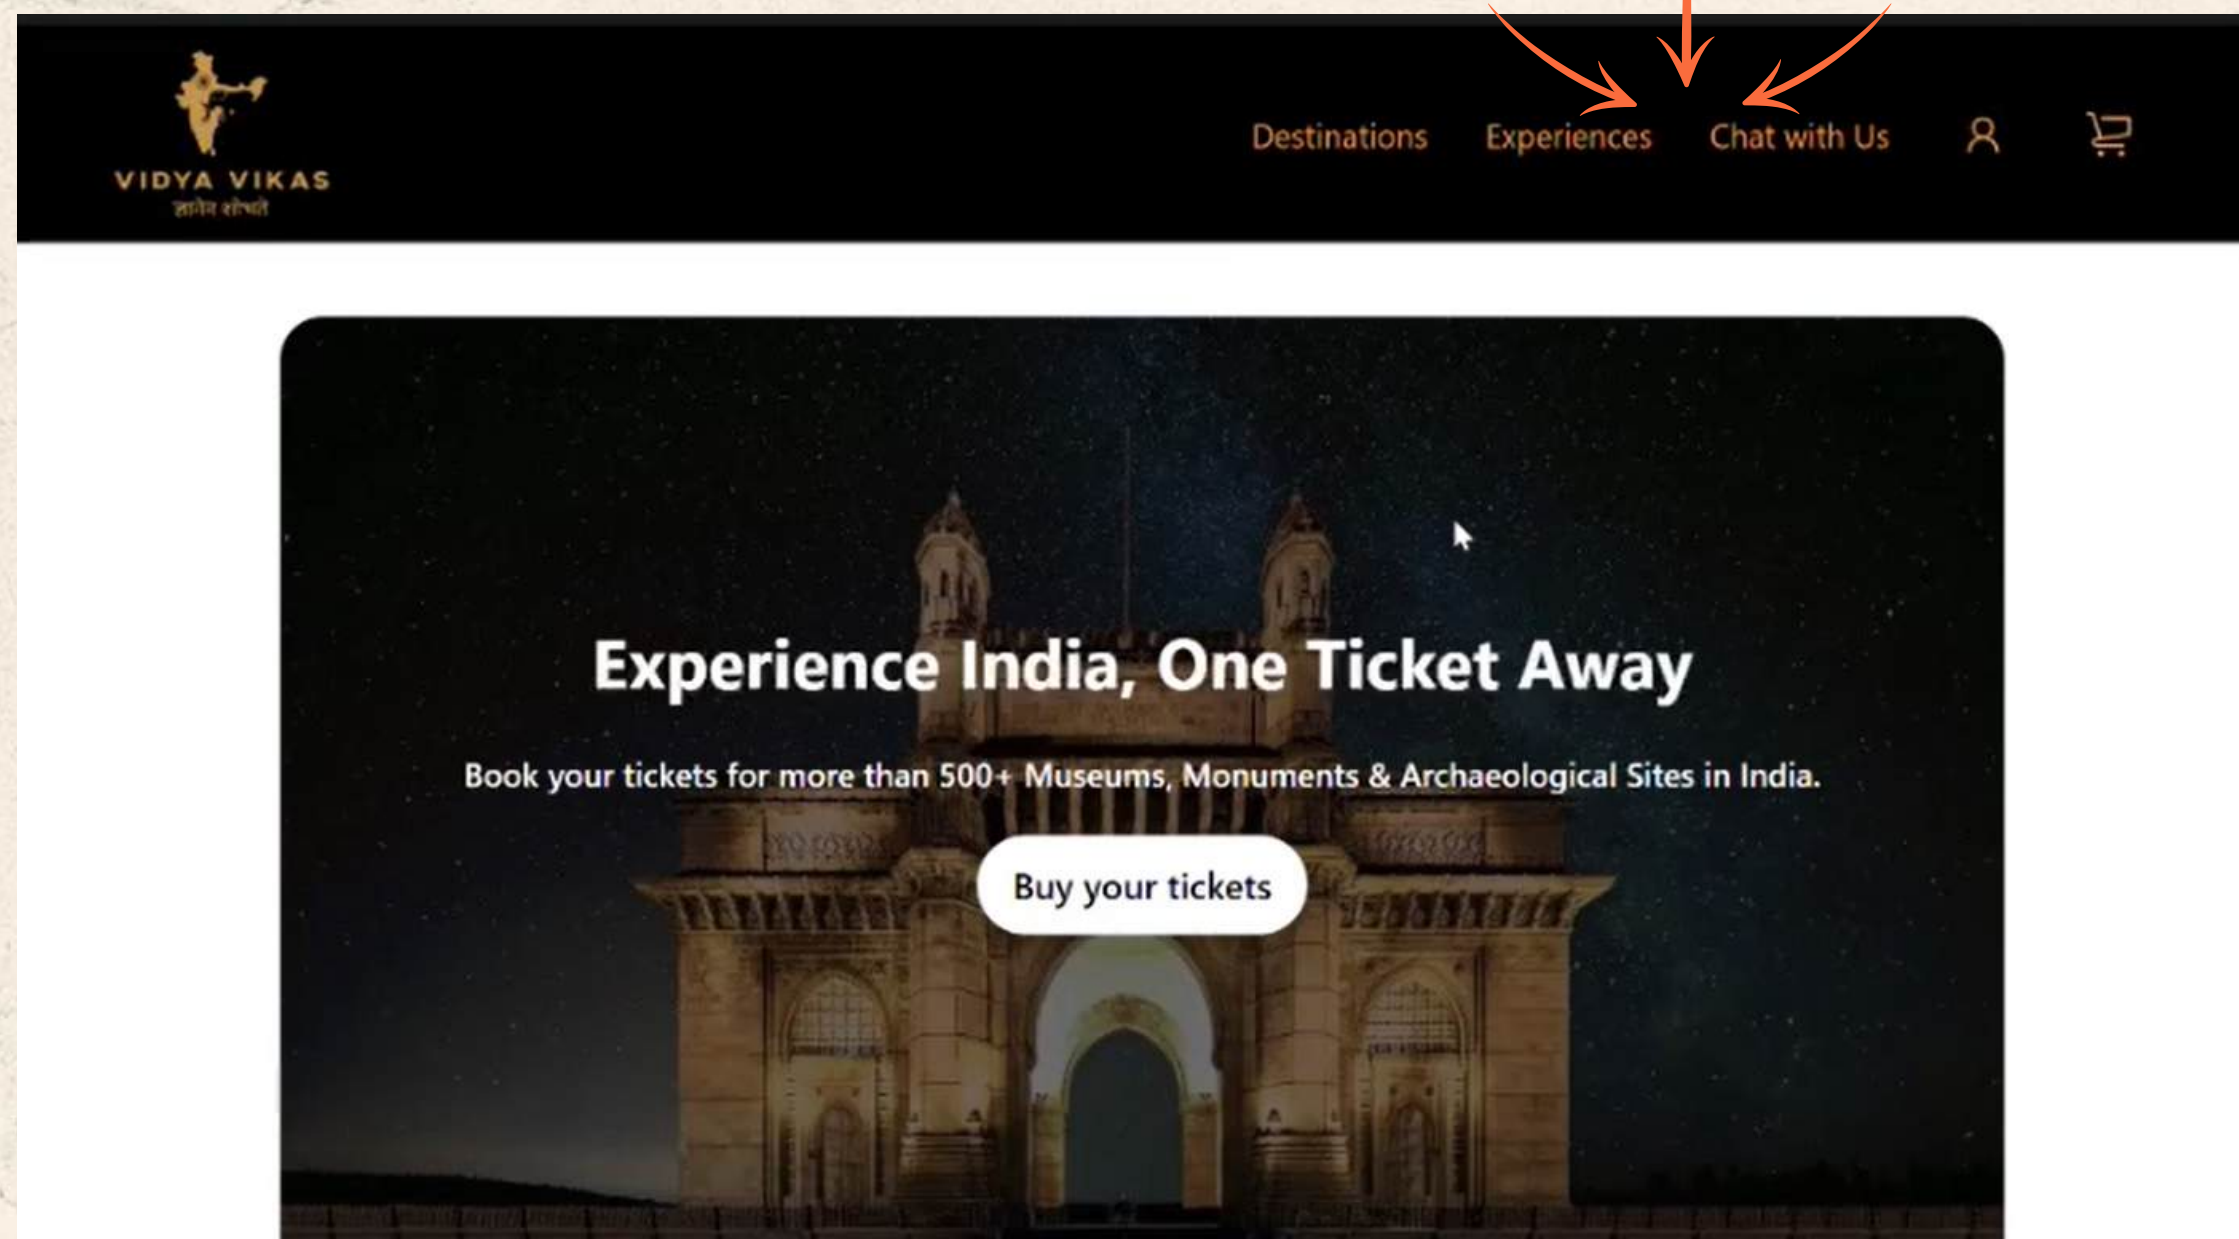 VIDYA VIKAS
ज्ञानेन शोभते
Destinations
Experiences
Chat with Us
Experience India, One Ticket Away
Book your tickets for more than 500+ Museums, Monuments & Archaeological Sites in India.
Buy your tickets